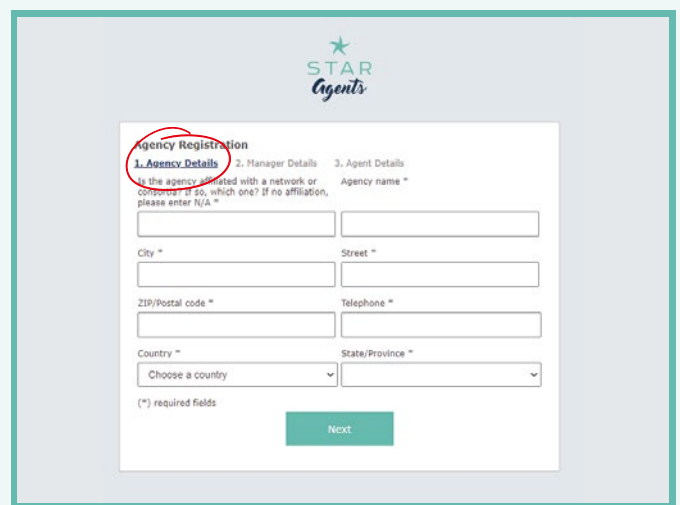 STAR
Agents
Agency Registration
1. Agency Details 2. Manager Details 3. Agent Details
Is the agency affiliated with a network or
consortia? If so, which one? If no affiliation,
please enter N/A *
Agency name *
City *
Street *
ZIP/Postal code *
Telephone *
Country *
State/Province *
Choose a country
(*) required fields
Next